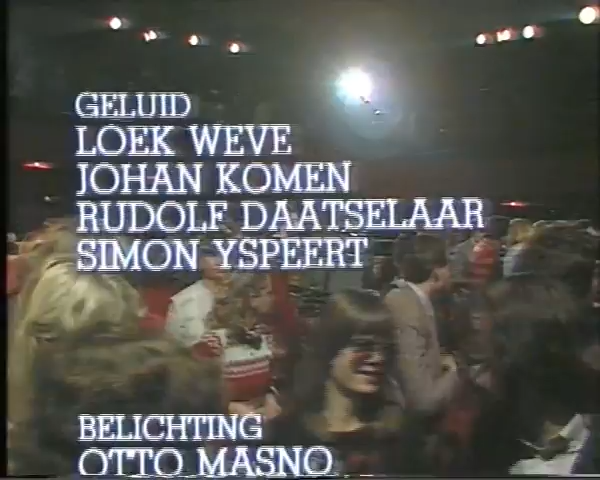 GELUID
LOEK WEVE
JOHAN KOMEN
RUDOLF DAATSELAAR
SIMON YSPEERT
BELICHTING
OTTO MASNO